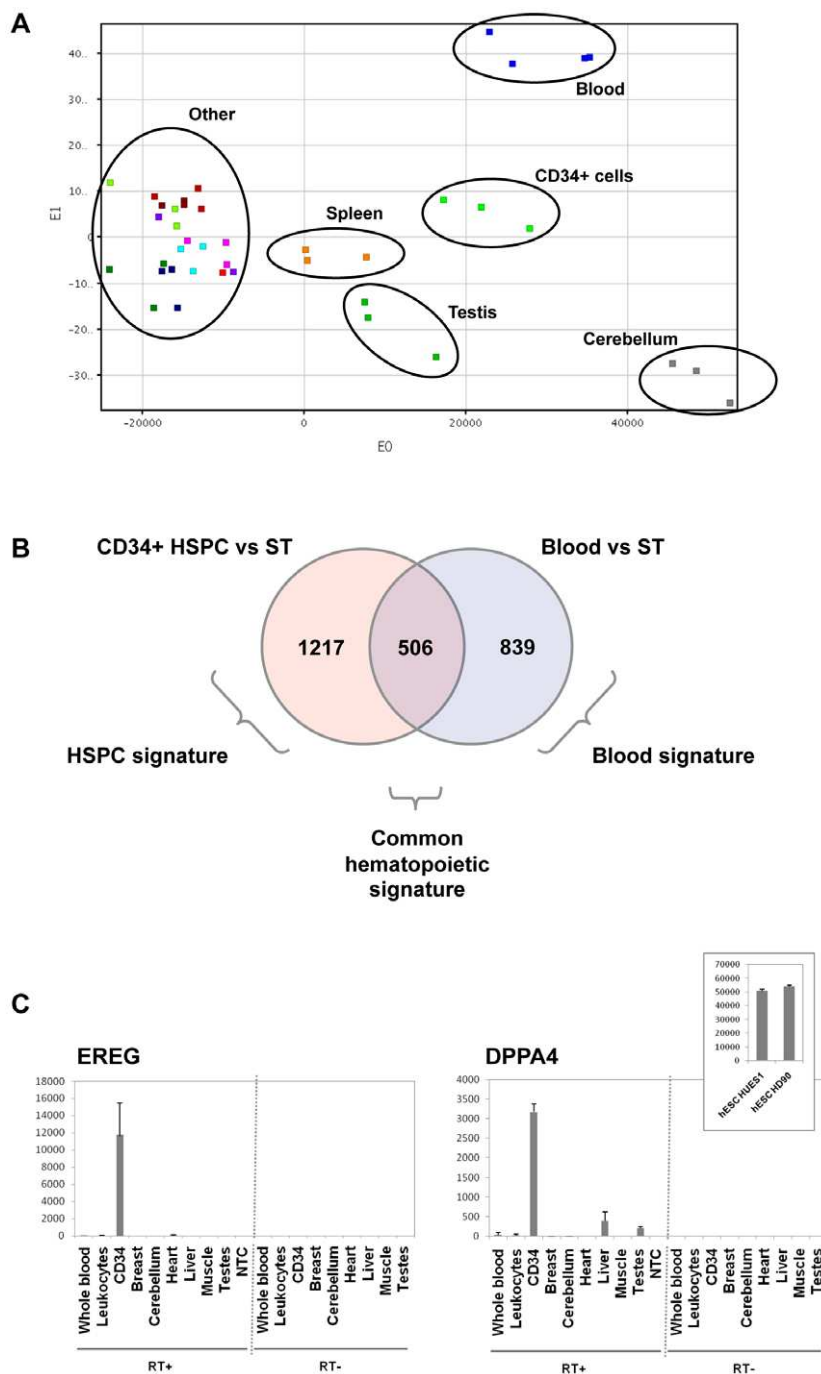 A
40..
30..
20..
10..
0
-10..
-20..
-30..
E1
-20000
0
20000
40000
E0
Other
Spleen
Blood
CD34+ cells
Testis
Cerebellum
B
CD34+ HSPC vs ST
Blood vs ST
1217
506
839
HSPC signature
Blood signature
Common
hematopoietic
signature
C
EREG
18000
16000
14000
12000
10000
8000
6000
4000
2000
0
Whole blood
Leukocytes
CD34
Breast
Cerebellum
Heart
Liver
Muscle
Testes
NTC
Whole blood
Leukocytes
CD34
Breast
Cerebellum
Heart
Liver
Muscle
Testes
RT+
RT-
DPPA4
4000
3500
3000
2500
2000
1500
1000
500
0
Whole blood
Leukocytes
CD34
Breast
Cerebellum
Heart
Liver
Muscle
Testes
NTC
Whole blood
Leukocytes
CD34
Breast
Cerebellum
Heart
Liver
Muscle
Testes
RT+
RT-
70000
60000
50000
40000
30000
20000
10000
0
hESC HUES1
hESC HD90